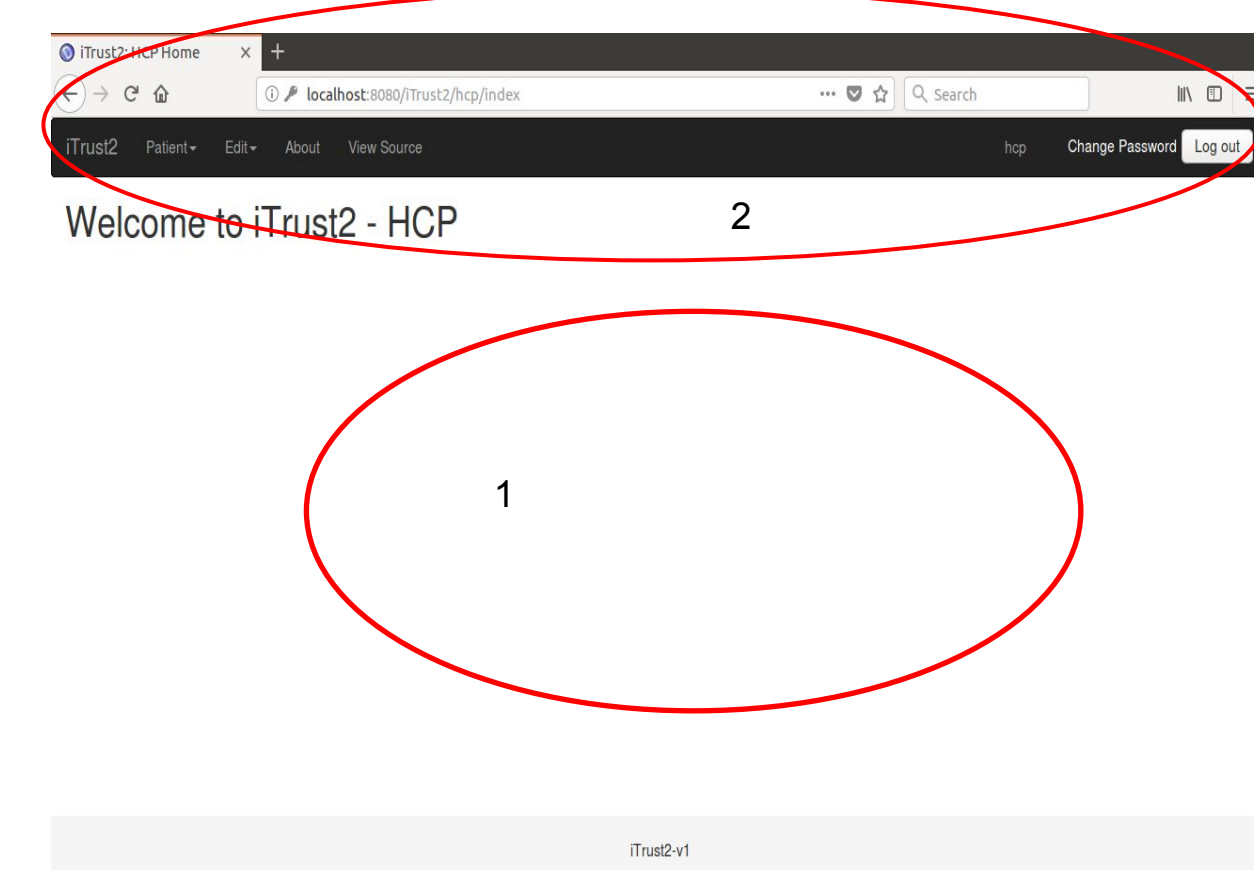 iTrust2: HCP Home
localhost:8080/iTrust2/hcp/index
Search
iTrust2 Patient Edit About View Source hcp Change Password Log out
Welcome to iTrust2 - HCP
2
1
iTrust2-v1